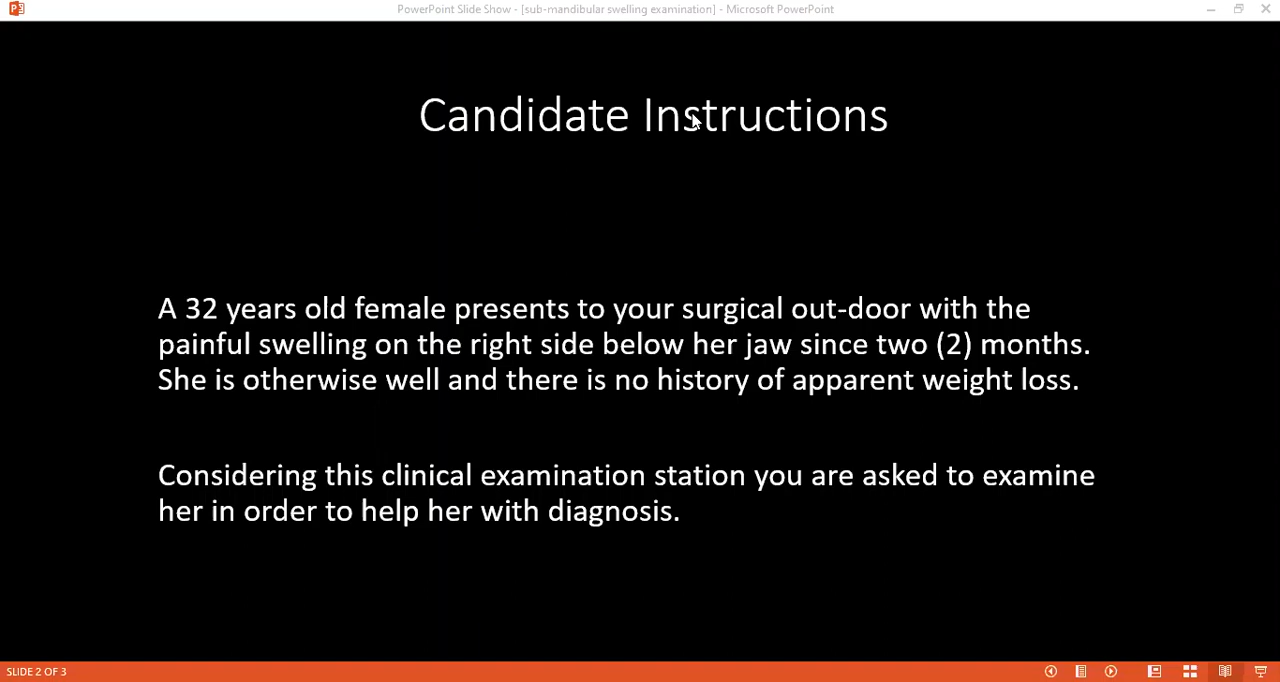 PowerPoint Slide Show - [sub-mandibular swelling examination] - Microsoft PowerPoint
Candidate Instructions
A 32 years old female presents to your surgical out-door with the
painful swelling on the right side below her jaw since two (2) months.
She is otherwise well and there is no history of apparent weight loss.
Considering this clinical examination station you are asked to examine
her in order to help her with diagnosis.
SLIDE 2 OF 3